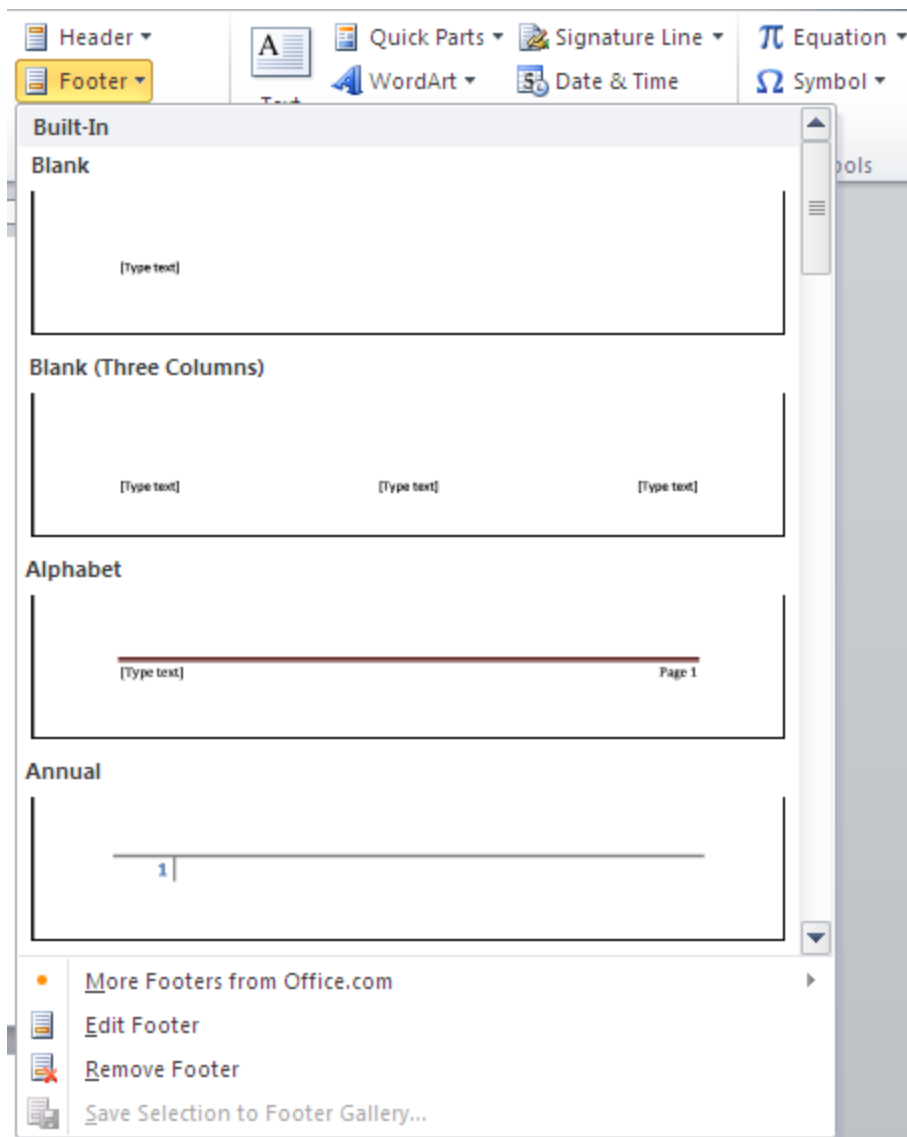 Header Quick Parts Signature Line Equation
Footer WordArt Date & Time Symbol
Built-In
Blank
[Type text]
Blank (Three Columns)
[Type text] [Type text] [Type text]
Alphabet
[Type text] Page 1
Annual
1
More Footers from Office.com
Edit Footer
Remove Footer
Save Selection to Footer Gallery...